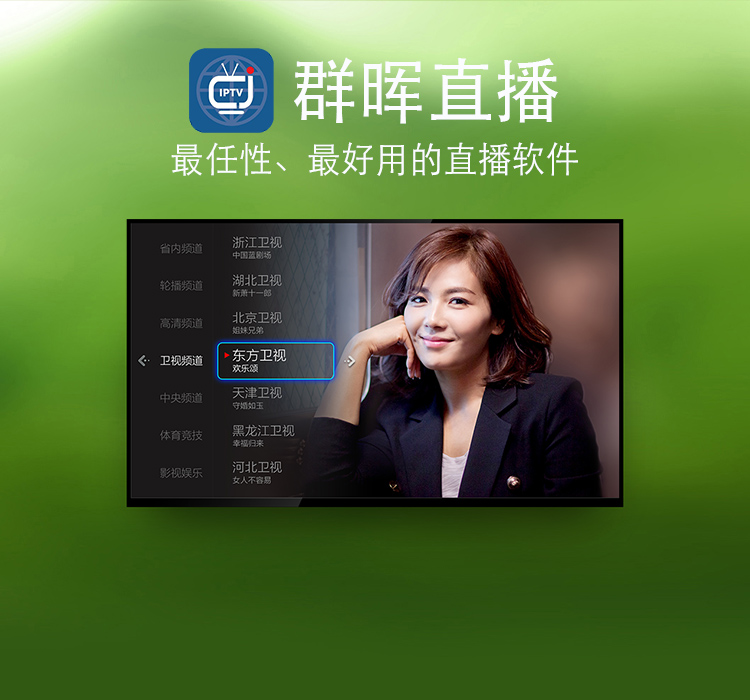 IPTV
群晖直播
最任性、最好用的直播软件
省内频道
轮播频道
高清频道
卫视频道
中央频道
体育竞技
影视娱乐
浙江卫视
中国蓝剧场
湖北卫视
新萧十一郎
北京卫视
姐妹兄弟
东方卫视
欢乐颂
天津卫视
守婚如玉
黑龙江卫视
幸福归来
河北卫视
女人不容易